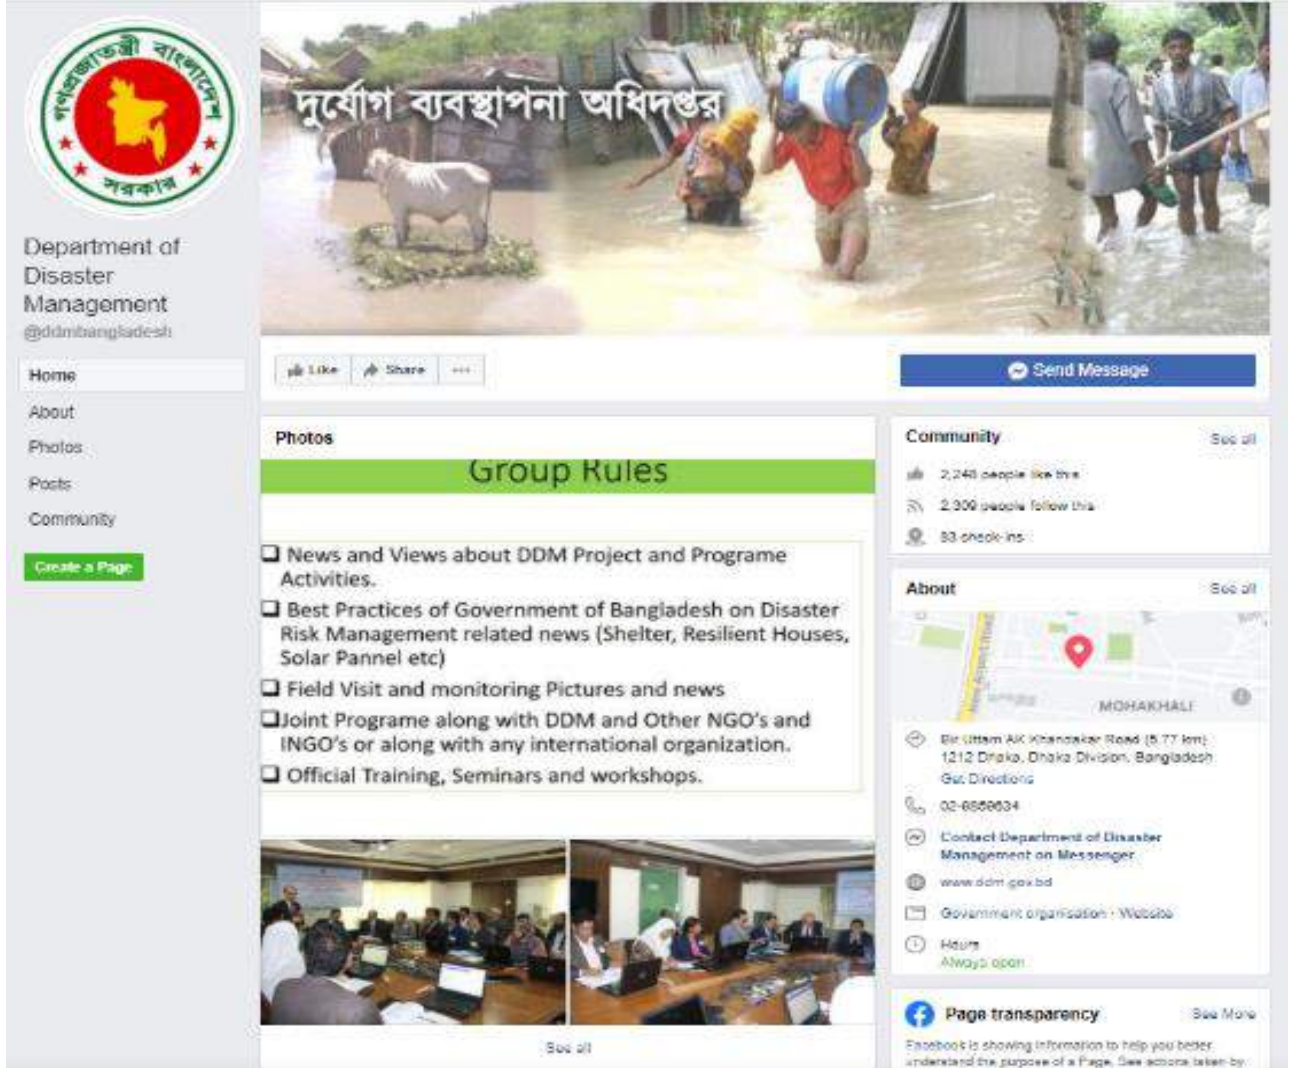 গণপ্রজাতন্ত্রী বাংলাদেশ
সরকার
Department of
Disaster
Management
@ddmbangladesh
Home
About
Photos
Posts
Community
Create a Page
দুর্যোগ ব্যবস্থাপনা অধিদপ্তর
Like Share
Send Message
Photos
Group Rules
News and Views about DDM Project and Programe
Activities.
Best Practices of Government of Bangladesh on Disaster
Risk Management related news (Shelter, Resilient Houses,
Solar Pannel etc)
Field Visit and monitoring Pictures and news
Joint Programe along with DDM and Other NGO's and
INGO's or along with any international organization.
Official Training, Seminars and workshops.
See all
Community See all
people like this
2,309 people follow this
check-ins
About See all
MOHAKHALI
Bir Uttam AK Khandakar Road (5.77 km)
1212 Dhaka, Dhaka Division, Bangladesh
Get Directions
Contact Department of Disaster
Management on Messenger
www.ddm.gov.bd
Government organisation · Website
Hours
Always open
Page transparency See More
Facebook is showing information to help you better
understand the purpose of a Page. See actions taken by